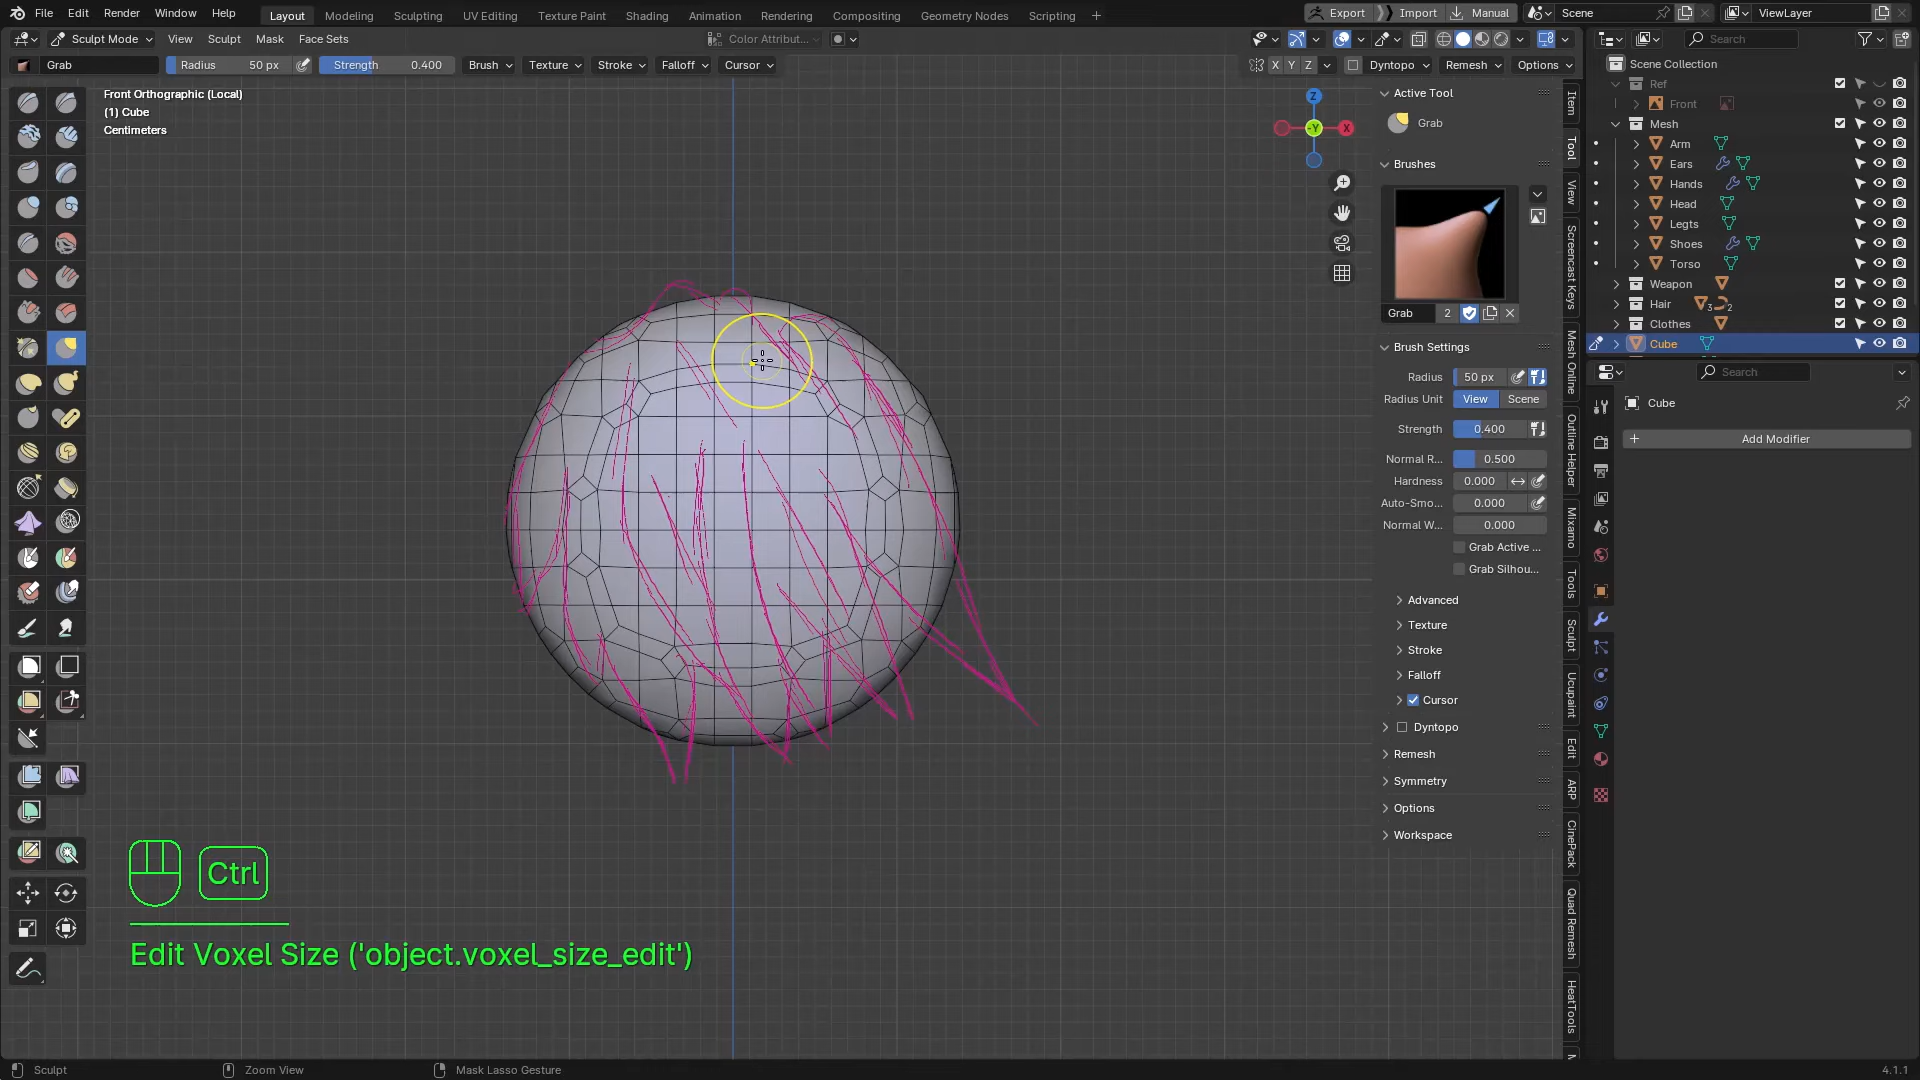 File Edit Render Window Help Layout Modeling Sculpting UV Editing Texture Paint Shading Animation Rendering Compositing Geometry Nodes Scripting + Export Import Manual Scene ViewLayer
Sculpt Mode View Sculpt Mask Face Sets Color Attribut... Search
Grab Radius 50 px Strength 0.400 Brush Texture Stroke Falloff Cursor X Y Z Dyntopo Remesh Options
Front Orthographic (Local)
(1) Cube
Centimeters
Z
-Y
X
Active Tool
Grab
Brushes
Grab 2
Brush Settings
Radius 50 px
Radius Unit View Scene
Strength 0.400
Normal R... 0.500
Hardness 0.000
Auto-Smo... 0.000
Normal W... 0.000
Grab Active ...
Grab Silhou...
Advanced
Texture
Stroke
Falloff
Cursor
Dyntopo
Remesh
Symmetry
Options
Workspace
Item
Tool
View
Screencast Keys
Mesh Online
Outline Helper
Mixamo
Tools
Sculpt
Ucupaint
Edit
ARP
CinePack
Quad Remesh
HeatTools
Scene Collection
Ref
Front
Mesh
Arm
Ears
Hands
Head
Legts
Shoes
Torso
Weapon
Hair 3 2
Clothes
Cube
Search
Cube
Add Modifier
Ctrl
Edit Voxel Size ('object.voxel_size_edit')
Sculpt Zoom View Mask Lasso Gesture 4.1.1